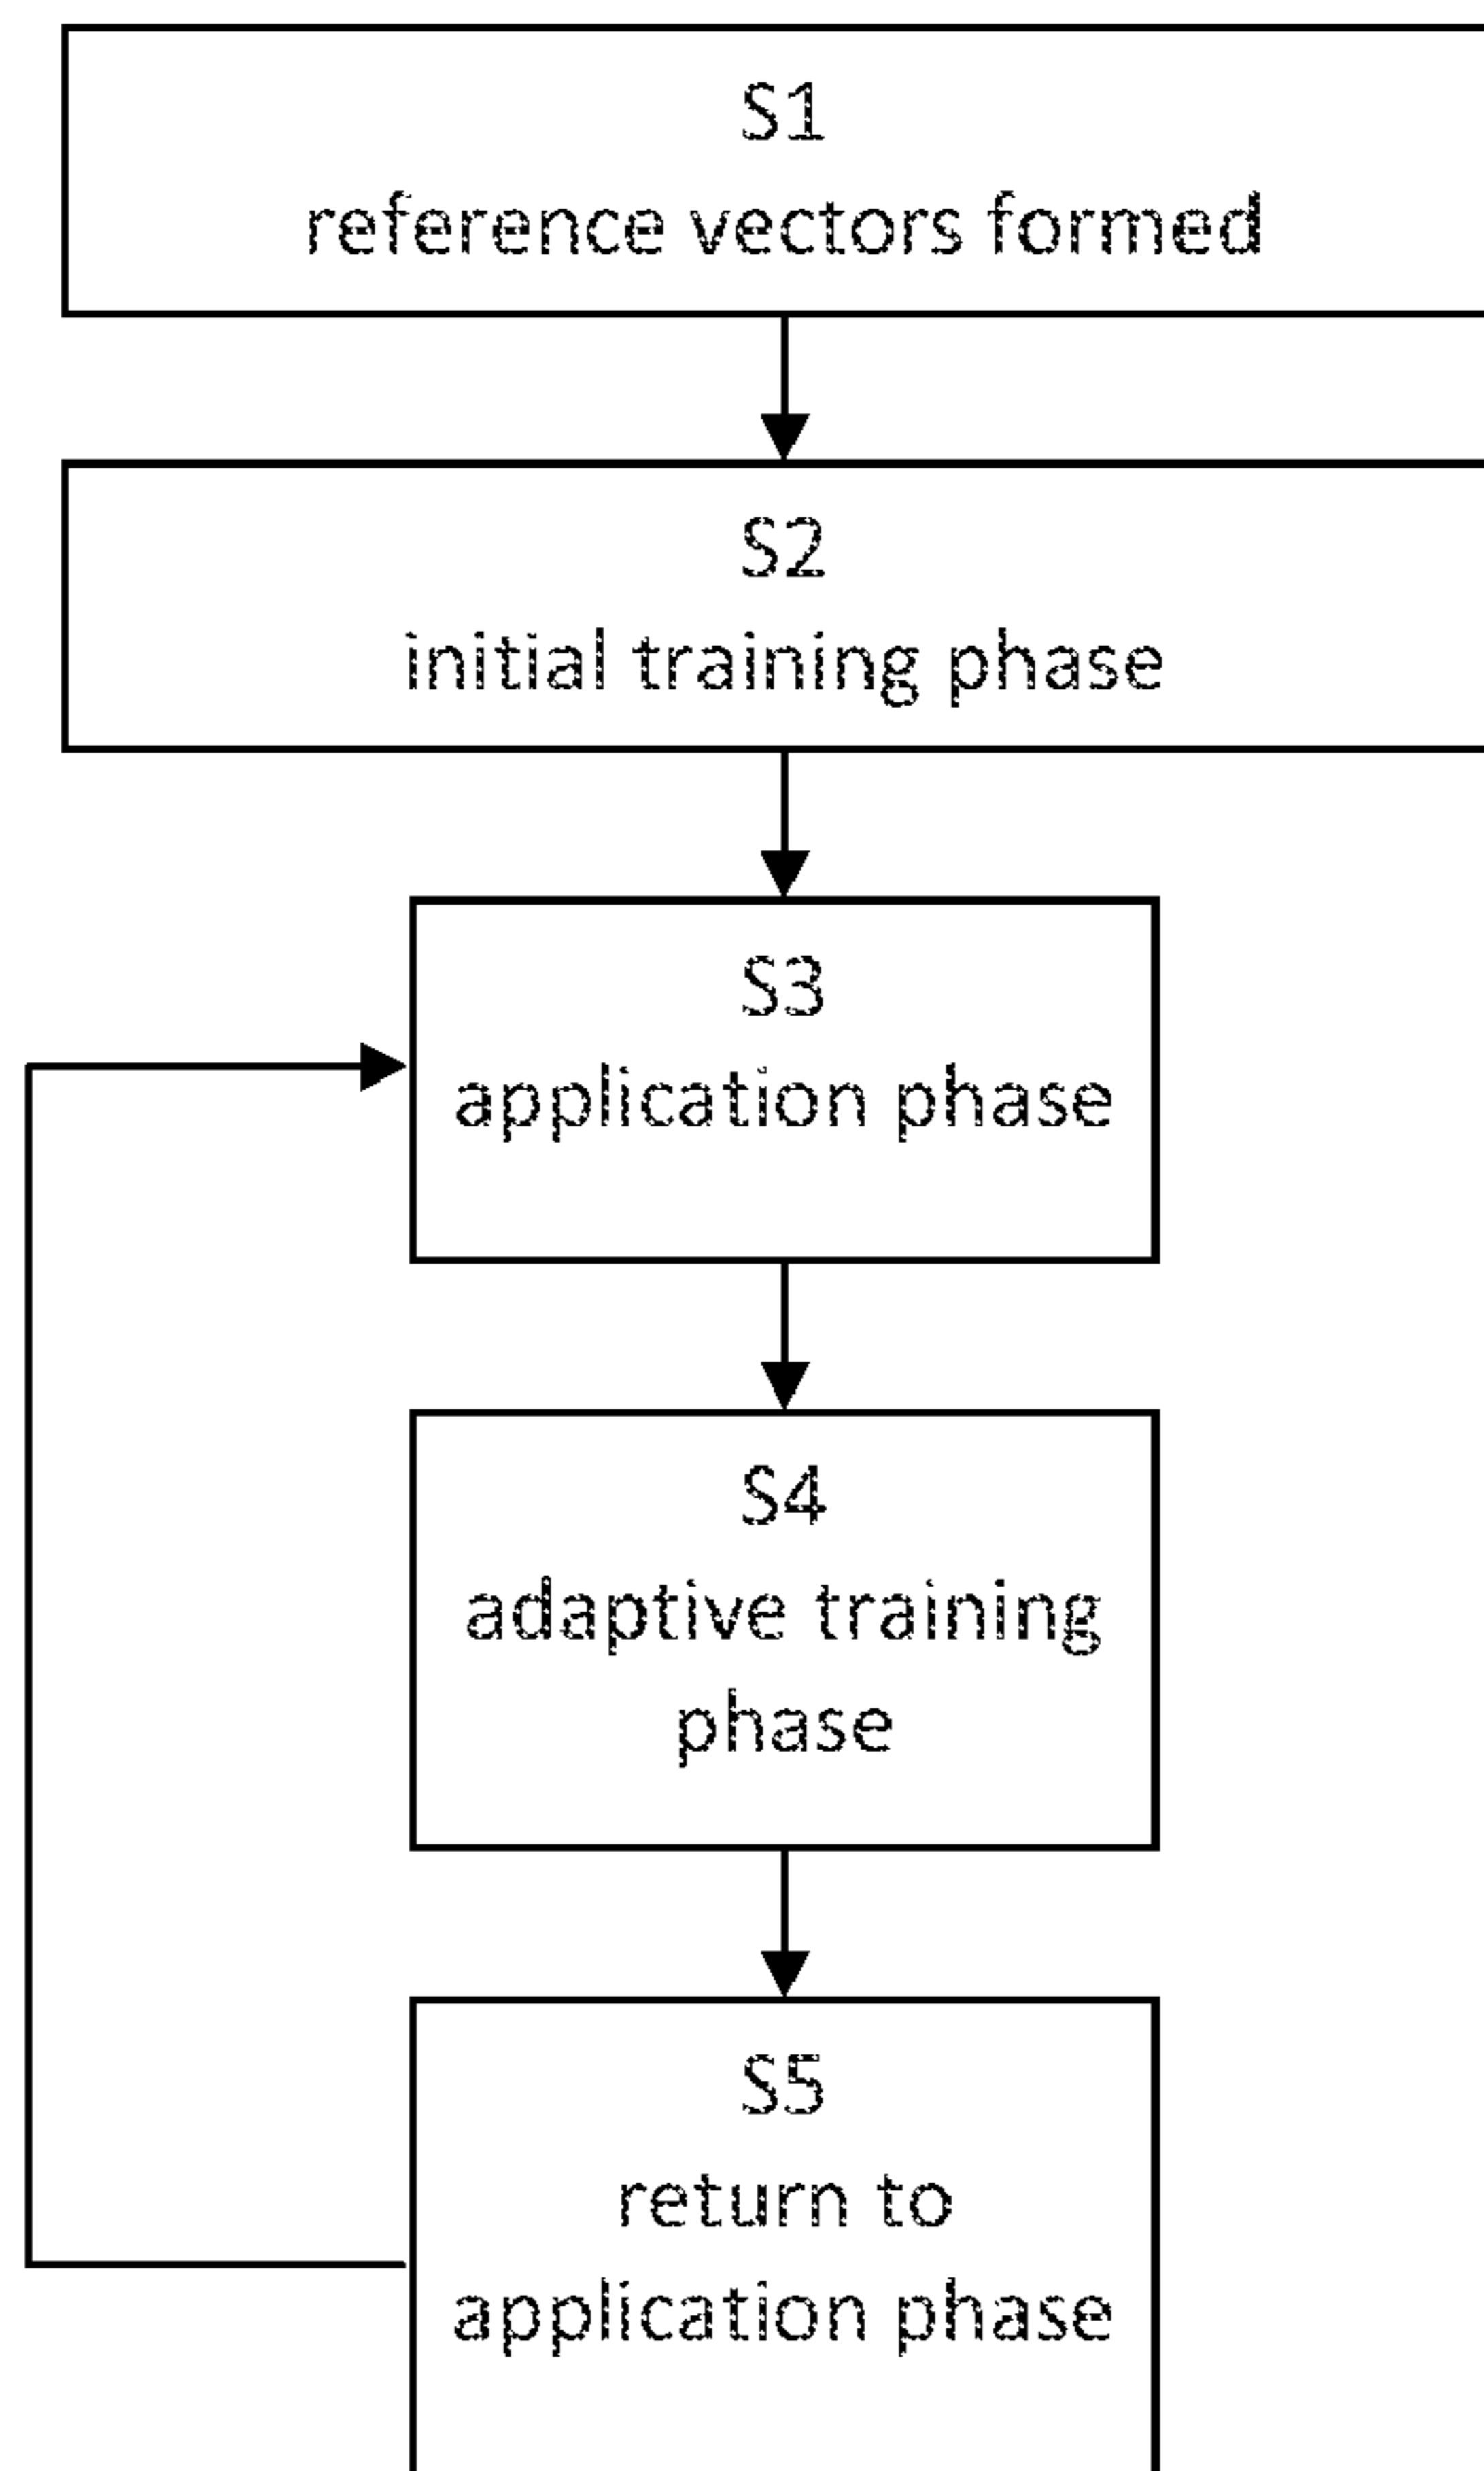 S1
reference vectors formed
S2
initial training phase
S3
application phase
S4
adaptive training
phase
S5
return to
application phase